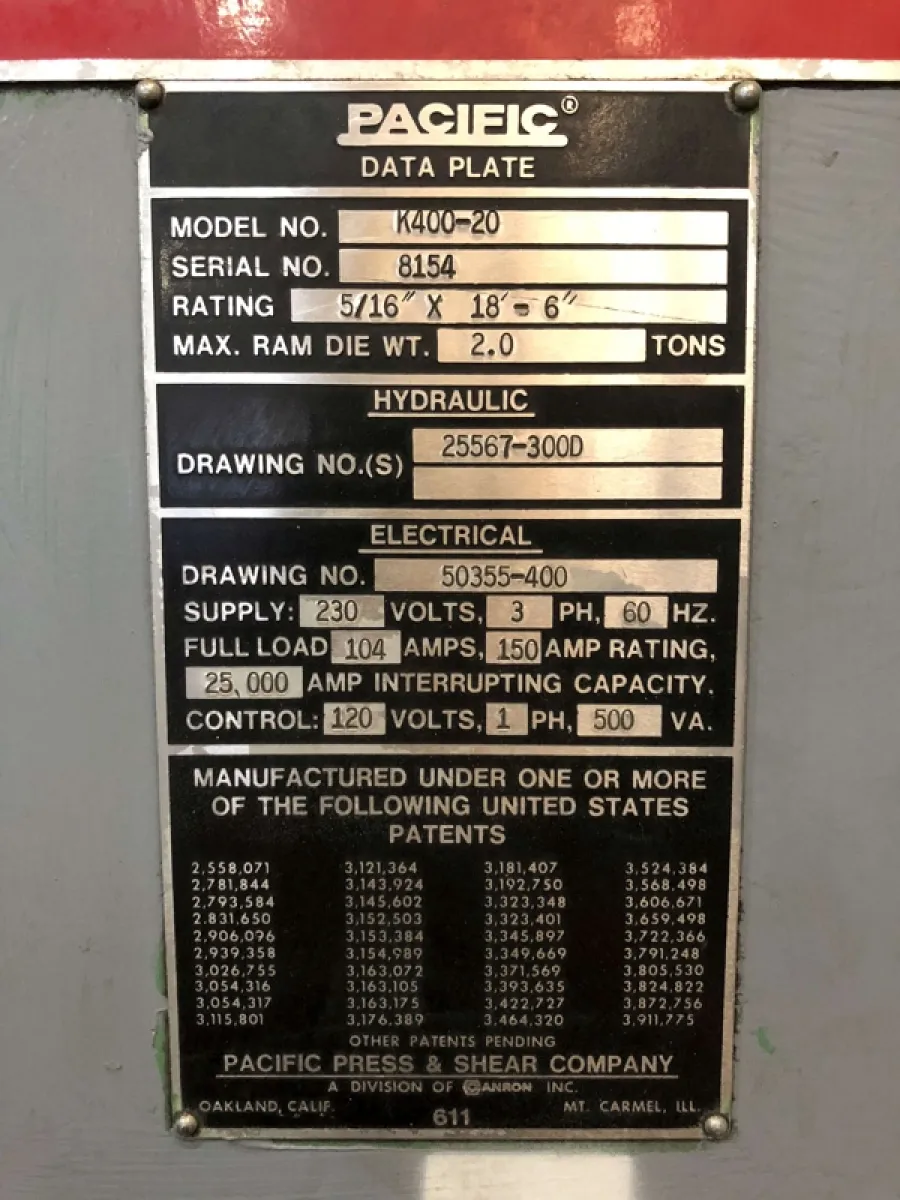 PACIFIC®
DATA PLATE
MODEL NO. K400-20
SERIAL NO. 8154
RATING 5/16" X 18' - 6"
MAX. RAM DIE WT. 2.0 TONS
HYDRAULIC
DRAWING NO.(S) 25567-300D
ELECTRICAL
DRAWING NO. 50355-400
SUPPLY: 230 VOLTS, 3 PH, 60 HZ.
FULL LOAD 104 AMPS, 150 AMP RATING,
25,000 AMP INTERRUPTING CAPACITY.
CONTROL: 120 VOLTS, 1 PH, 500 VA.
MANUFACTURED UNDER ONE OR MORE
OF THE FOLLOWING UNITED STATES
PATENTS
2,558,071 3,121,364 3,181,407 3,524,384
2,781,844 3,143,924 3,192,750 3,568,498
2,793,584 3,145,602 3,323,348 3,606,671
2,831,650 3,152,503 3,323,401 3,659,498
2,906,096 3,153,384 3,345,897 3,722,366
2,939,358 3,154,989 3,349,669 3,791,248
3,026,755 3,163,072 3,371,569 3,805,530
3,054,316 3,163,105 3,393,635 3,824,822
3,054,317 3,163,175 3,422,727 3,872,756
3,115,801 3,176,389 3,464,320 3,911,775
OTHER PATENTS PENDING
PACIFIC PRESS & SHEAR COMPANY
A DIVISION OF CANRON INC.
OAKLAND, CALIF. 611 MT. CARMEL, ILL.